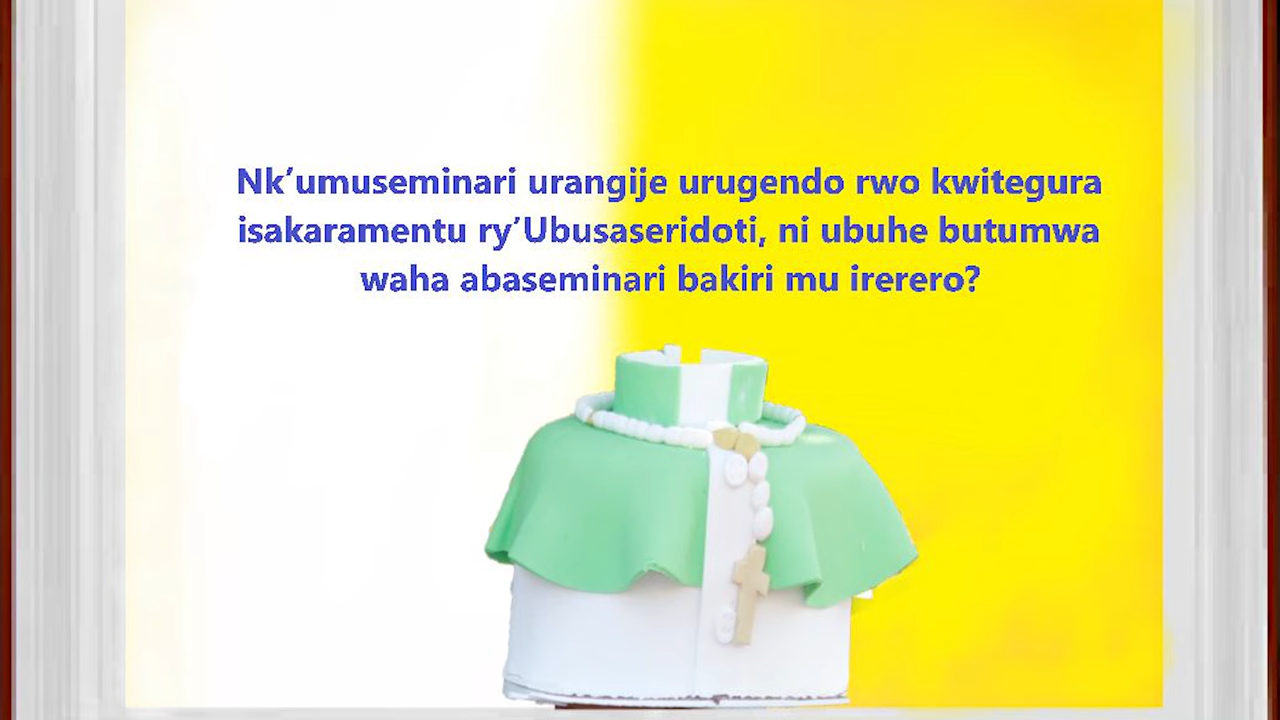 Nk’umuseminari urangije urugendo rwo kwitegura
isakaramentu ry’Ubusaseridoti, ni ubuhe butumwa
waha abaseminari bakiri mu irerero?